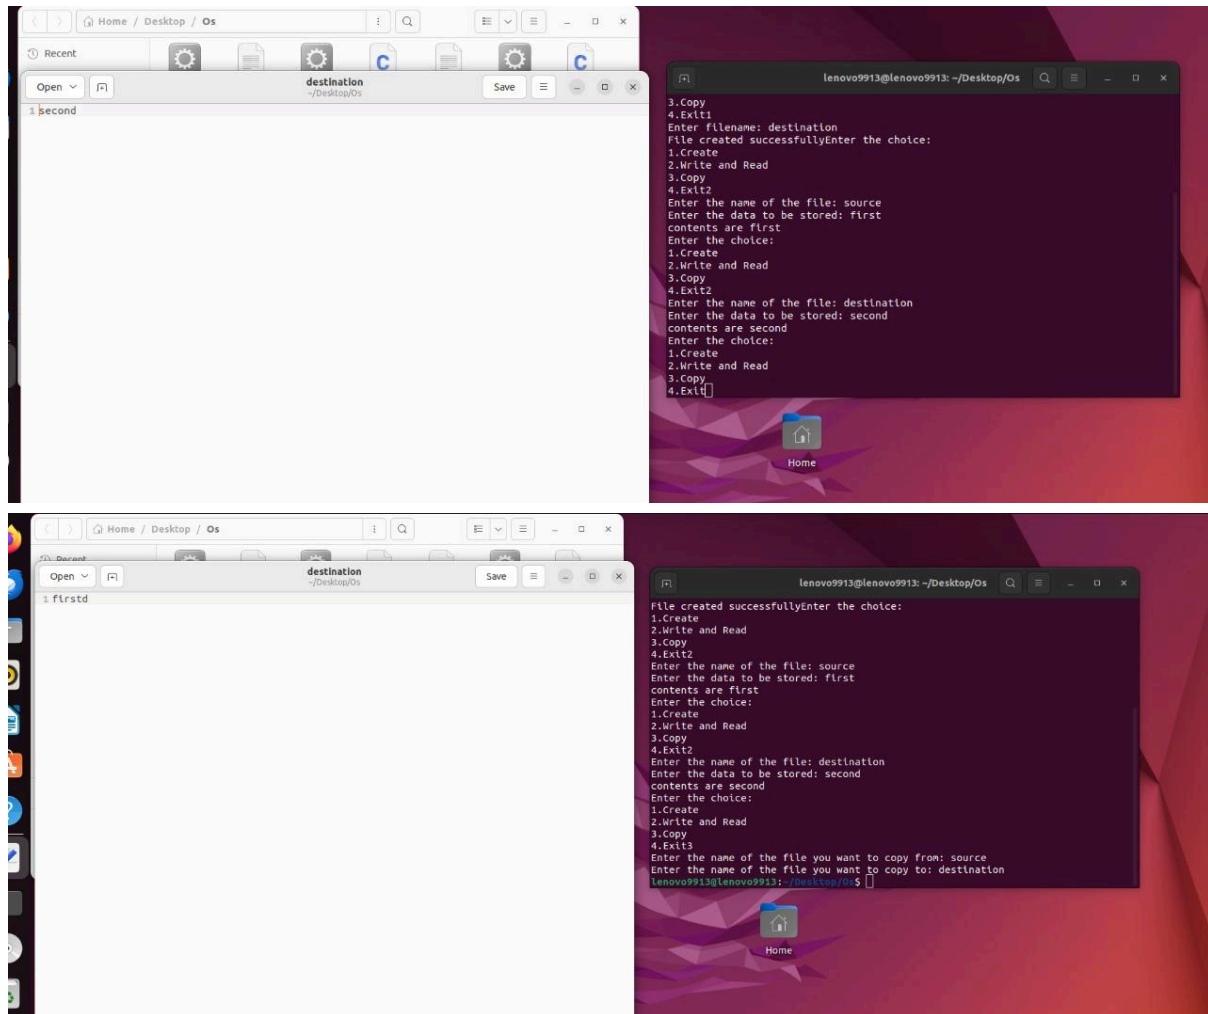 Home / Desktop / Os
Recent
Open
destination
~/Desktop/Os
Save
1 second
lenovo9913@lenovo9913: ~/Desktop/Os
3.Copy
4.Exit1
Enter filename: destination
File created successfullyEnter the choice:
1.Create
2.Write and Read
3.Copy
4.Exit2
Enter the name of the file: source
Enter the data to be stored: first
contents are first
Enter the choice:
1.Create
2.Write and Read
3.Copy
4.Exit2
Enter the name of the file: destination
Enter the data to be stored: second
contents are second
Enter the choice:
1.Create
2.Write and Read
3.Copy
4.Exit
Home
Home / Desktop / Os
Recent
Open
destination
~/Desktop/Os
Save
1 firstd
lenovo9913@lenovo9913: ~/Desktop/Os
File created successfullyEnter the choice:
1.Create
2.Write and Read
3.Copy
4.Exit2
Enter the name of the file: source
Enter the data to be stored: first
contents are first
Enter the choice:
1.Create
2.Write and Read
3.Copy
4.Exit2
Enter the name of the file: destination
Enter the data to be stored: second
contents are second
Enter the choice:
1.Create
2.Write and Read
3.Copy
4.Exit3
Enter the name of the file you want to copy from: source
Enter the name of the file you want to copy to: destination
lenovo9913@lenovo9913:~/Desktop/Os$
Home